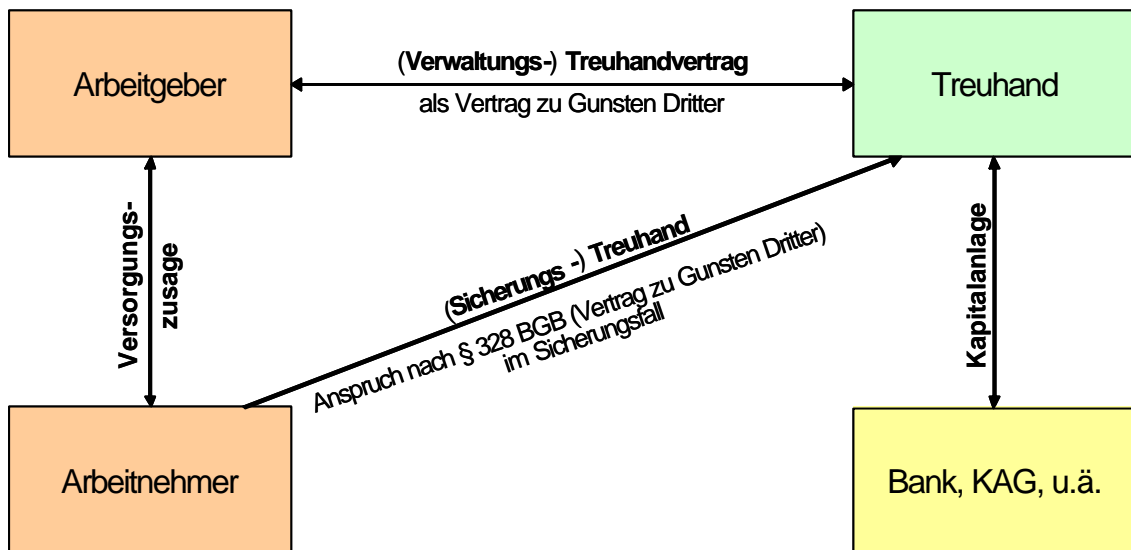 Arbeitgeber
(Verwaltungs-) Treuhandvertrag
als Vertrag zu Gunsten Dritter
Treuhand
Versorgungs-
zusage
(Sicherungs -) Treuhand
Anspruch nach § 328 BGB (Vertrag zu Gunsten Dritter)
im Sicherungsfall
Kapitalanlage
Arbeitnehmer
Bank, KAG, u.ä.